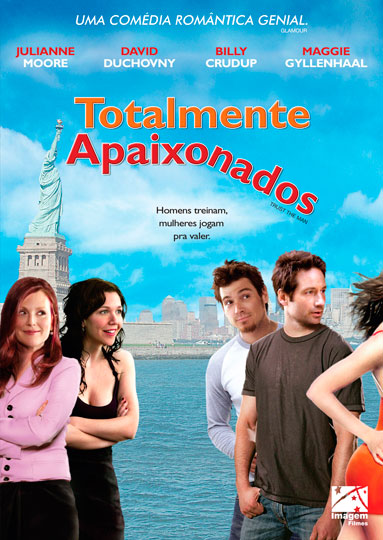 UMA COMÉDIA ROMÂNTICA GENIAL.
GLAMOUR
JULIANNE MOORE
DAVID DUCHOVNY
BILLY CRUDUP
MAGGIE GYLLENHAAL
Totalmente
Apaixonados
TRUST THE MAN
Homens treinam,
mulheres jogam
pra valer.
imagem
Filmes